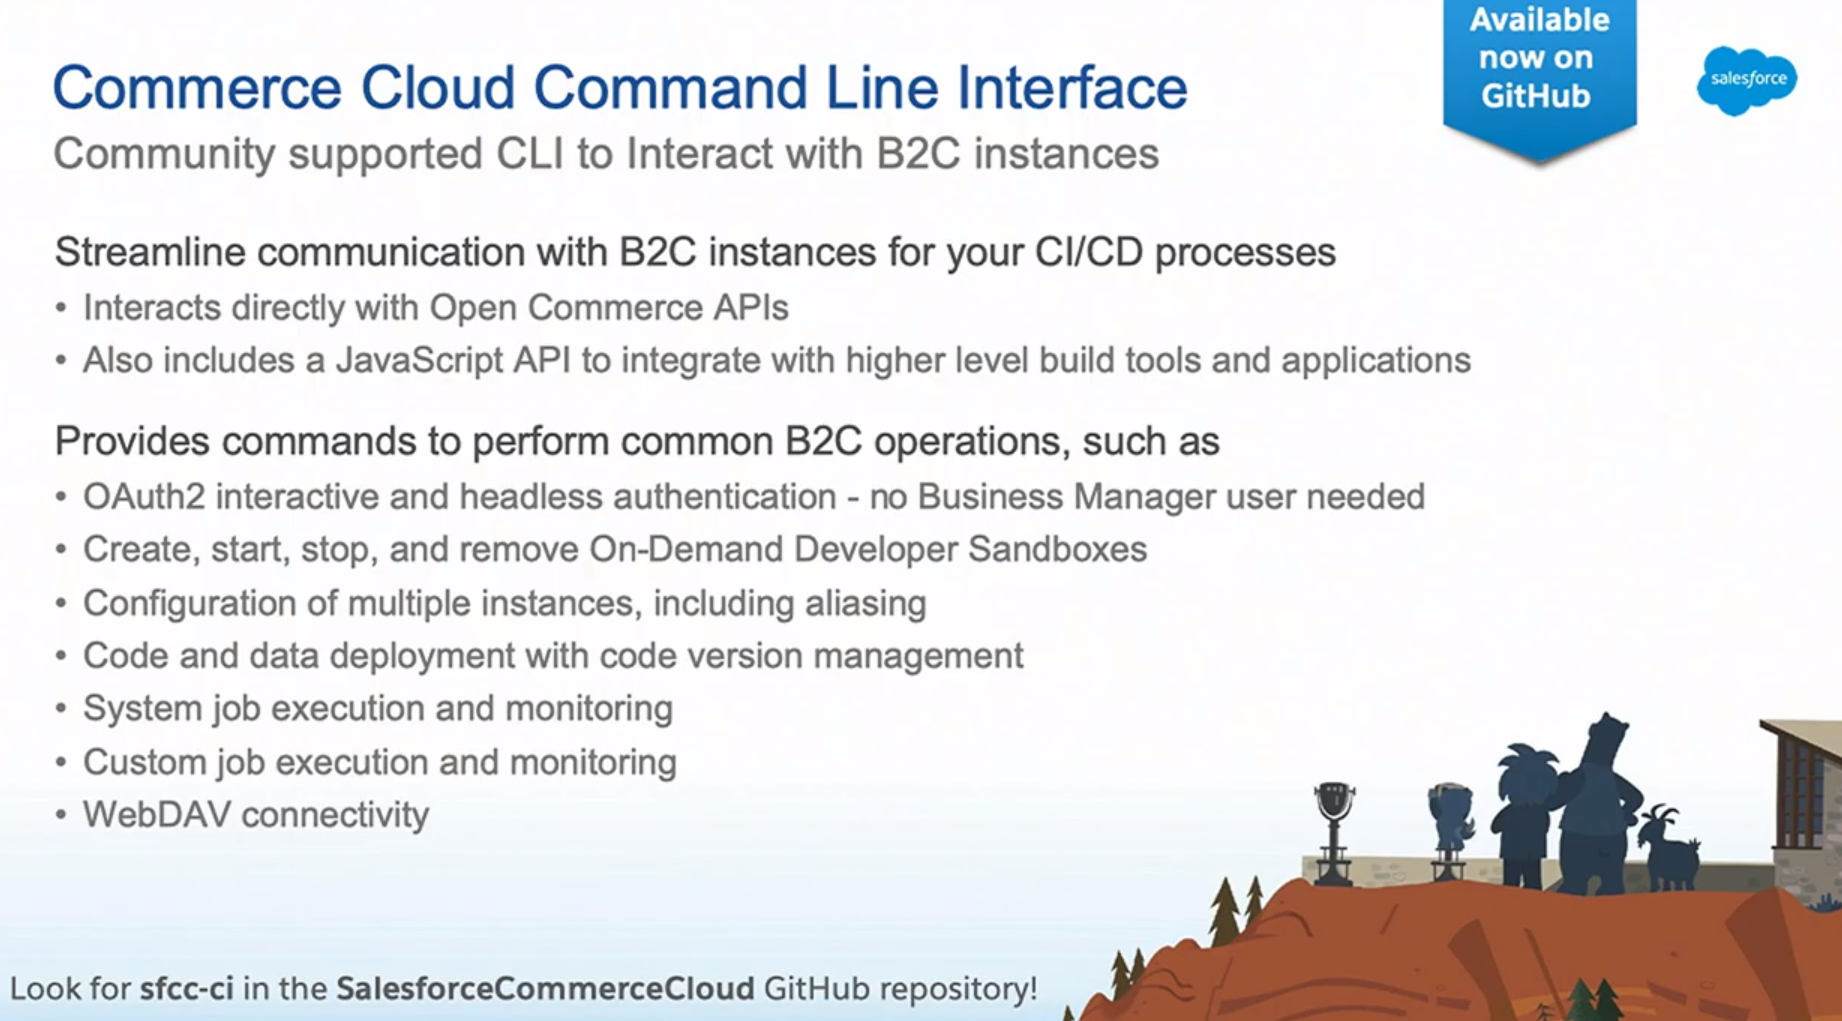 Available
now on
GitHub
salesforce
Commerce Cloud Command Line Interface
Community supported CLI to Interact with B2C instances
Streamline communication with B2C instances for your CI/CD processes
• Interacts directly with Open Commerce APIs
• Also includes a JavaScript API to integrate with higher level build tools and applications
Provides commands to perform common B2C operations, such as
• OAuth2 interactive and headless authentication - no Business Manager user needed
• Create, start, stop, and remove On-Demand Developer Sandboxes
• Configuration of multiple instances, including aliasing
• Code and data deployment with code version management
• System job execution and monitoring
• Custom job execution and monitoring
• WebDAV connectivity
Look for sfcc-ci in the SalesforceCommerceCloud GitHub repository!